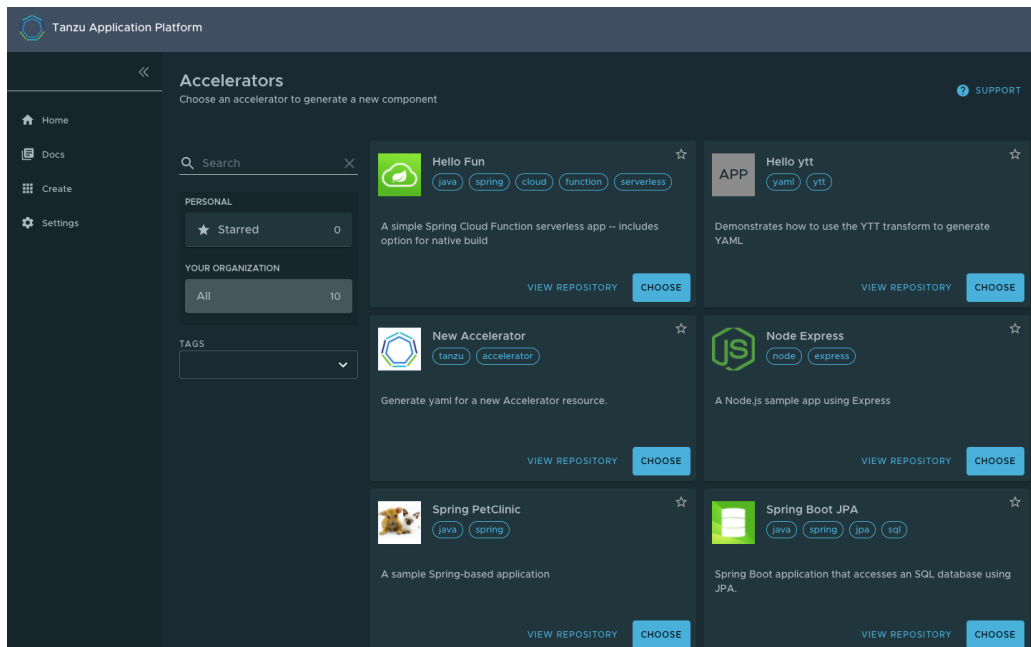 Tanzu Application Platform
Home
Docs
Create
Settings
Accelerators
Choose an accelerator to generate a new component
SUPPORT
Search
PERSONAL
Starred 0
YOUR ORGANIZATION
All 10
TAGS
Hello Fun
java spring cloud function serverless
A simple Spring Cloud Function serverless app -- includes
option for native build
VIEW REPOSITORY CHOOSE
APP
Hello ytt
yaml ytt
Demonstrates how to use the YTT transform to generate
YAML
VIEW REPOSITORY CHOOSE
New Accelerator
tanzu accelerator
Generate yaml for a new Accelerator resource.
VIEW REPOSITORY CHOOSE
JS
Node Express
node express
A Node.js sample app using Express
VIEW REPOSITORY CHOOSE
Spring PetClinic
java spring
A sample Spring-based application
VIEW REPOSITORY CHOOSE
Spring Boot JPA
java spring jpa sql
Spring Boot application that accesses an SQL database using
JPA.
VIEW REPOSITORY CHOOSE